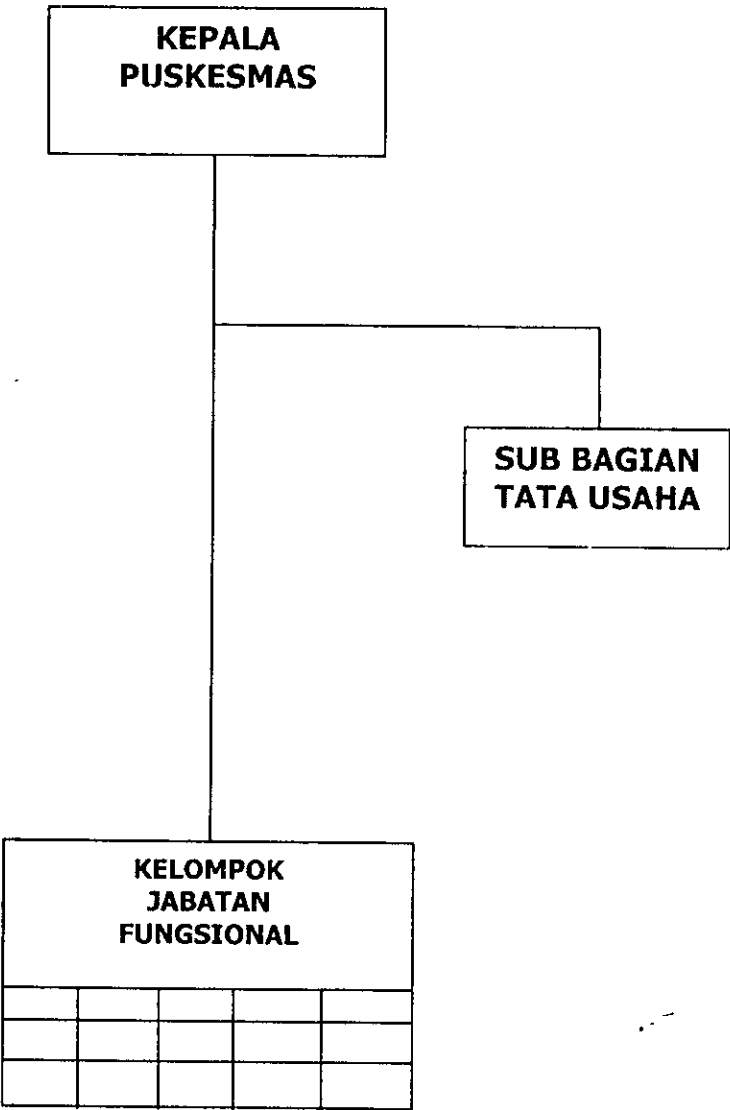 KEPALA
PUSKESMAS
SUB BAGIAN
TATA USAHA
KELOMPOK
JABATAN
FUNGSIONAL